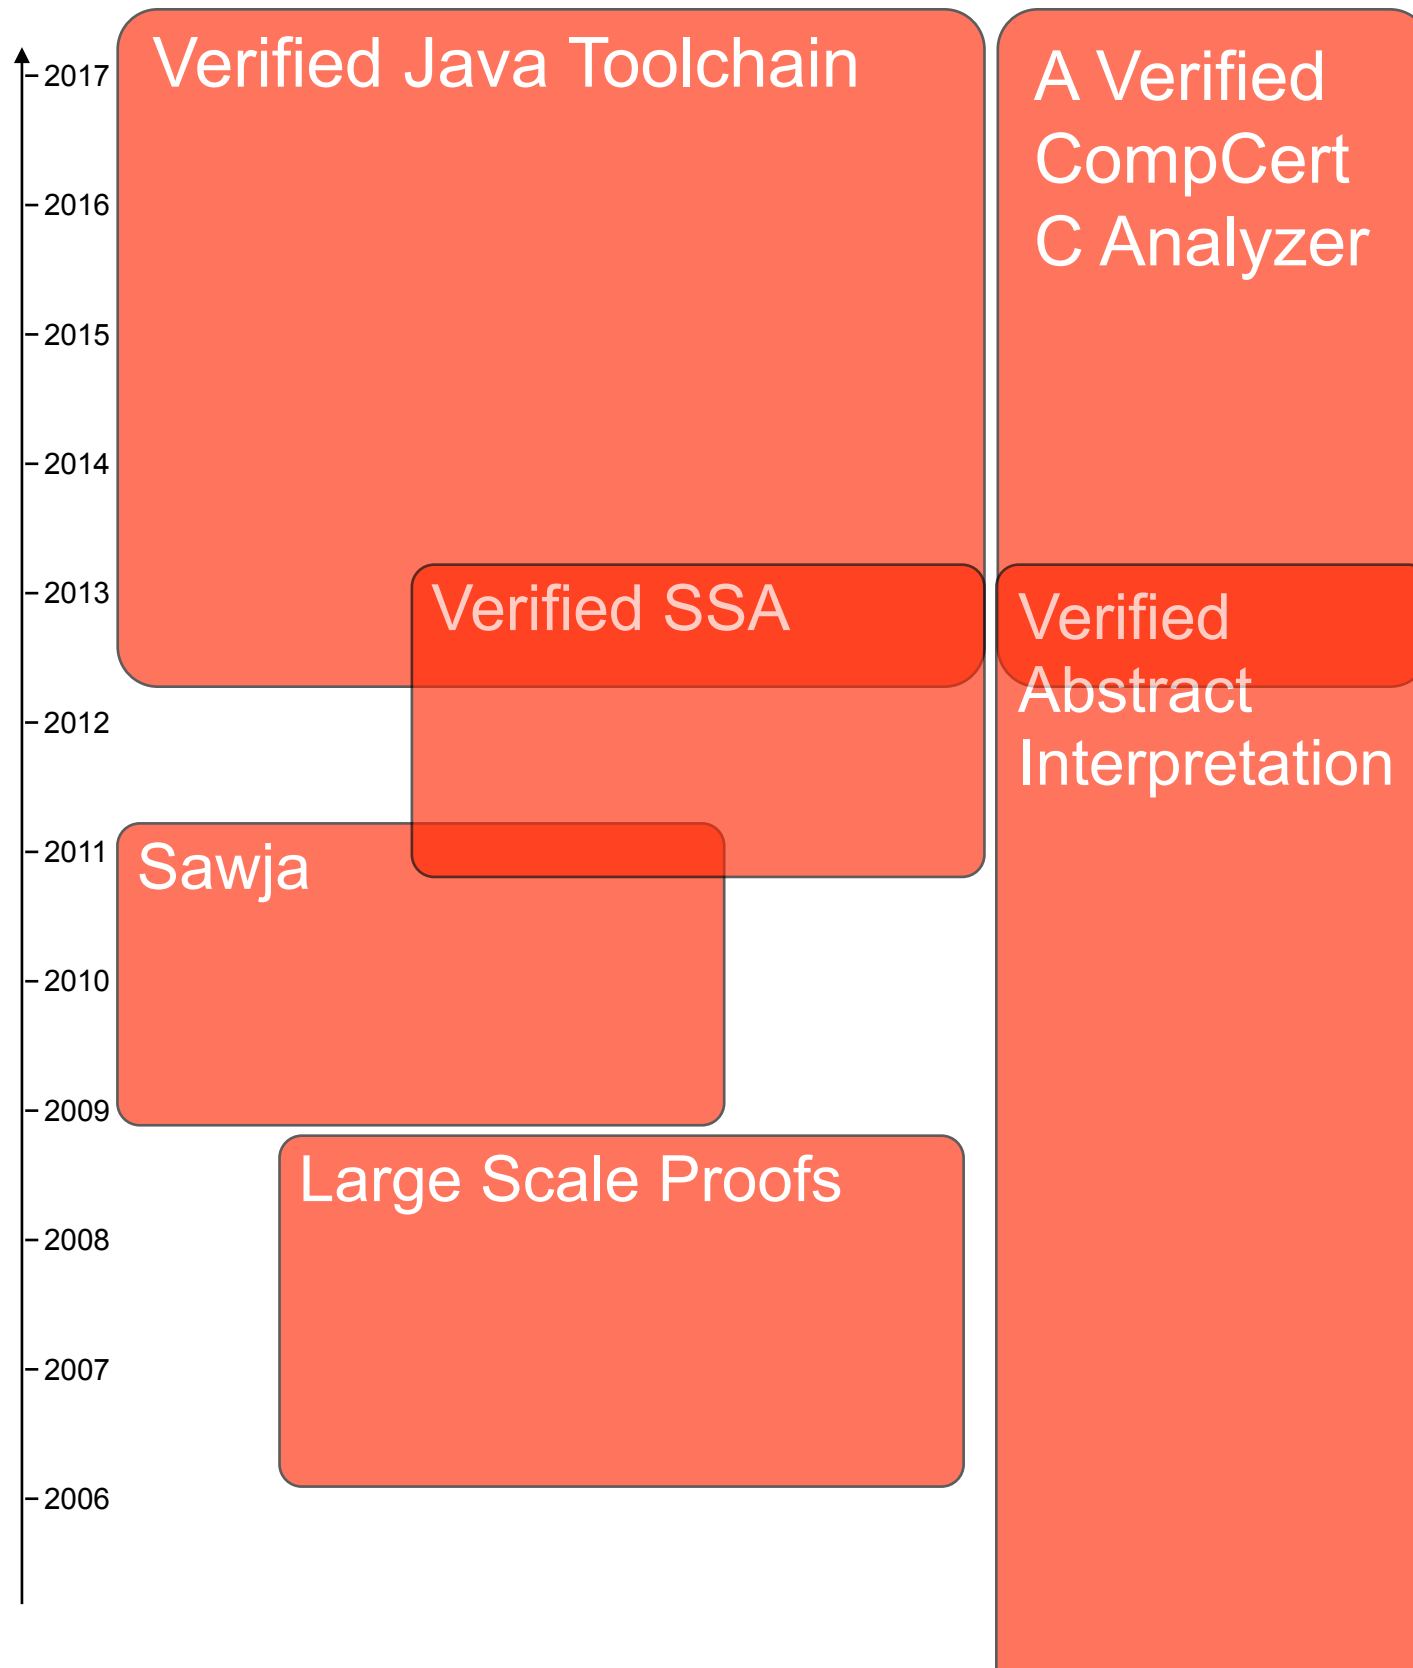 Verified Java Toolchain
A Verified
CompCert
C Analyzer
2017
2016
2015
2014
2013
2012
2011
2010
2009
2008
2007
2006
Verified SSA
Verified
Abstract
Interpretation
Sawja
Large Scale Proofs